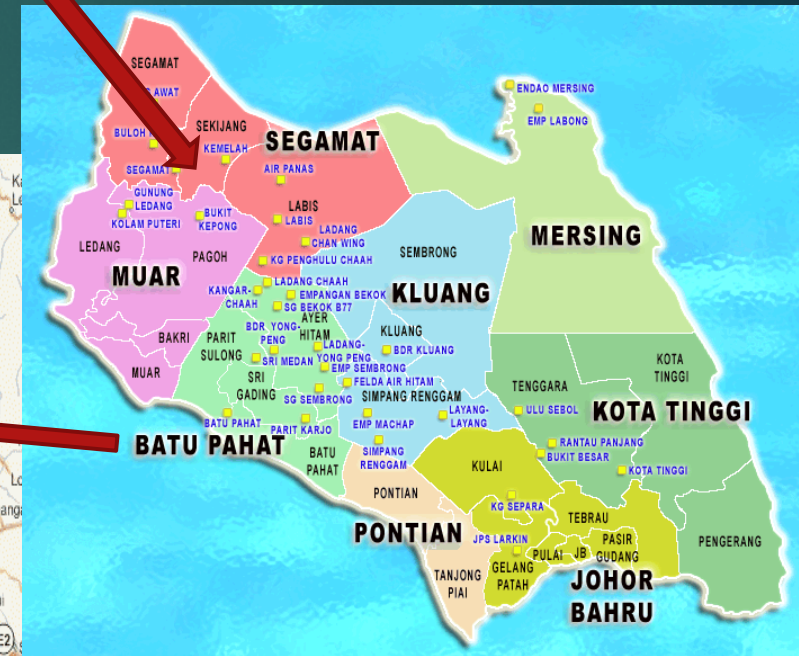 SEGAMAT
AWAT
BULOH
SEKIJANG
KEMELAH
SEGAMAT
SEGAMAT
AIR PANAS
GUNUNG
LEDANG
KOLAM PUTERI
BUKIT
KEPONG
LABIS
LABIS
LADANG
CHAN WING
KG PENGHULU CHAAH
LEDANG
PAGOH
MUAR
BAKRI
MUAR
ENDAO MERSING
EMP LABONG
MERSING
SEMBRONG
KLUANG
KLUANG
BDR KLUANG
LADANG CHAAH
KANGAR-
CHAAH
EMPANGAN BEKOK
SG BEKOK B77
AYER
HITAM
BDR YONG-
PENG
LADANG-
YONG PENG
PARIT
SULONG
SRI MEDAN
EMP SEMBRONG
FELDA AIR HITAM
SRI
GADING
SG SEMBRONG
SIMPANG RENGGAM
LAYANG-
LAYANG
EMP MACHAP
SIMPANG
RENGGAM
BATU PAHAT
PARIT KARJO
BATU PAHAT
BATU
PAHAT
KOTA
TINGGI
TENGGARA
ULU SEBOL
KOTA TINGGI
RANTAU PANJANG
BUKIT BESAR
KOTA TINGGI
PENGERANG
PONTIAN
PONTIAN
TANJONG
PIAI
KULAI
KG SEPARA
TEBRAU
JPS LARKIN
PULAI
JB
PASIR
GUDANG
GELANG
PATAH
JOHOR
BAHRU